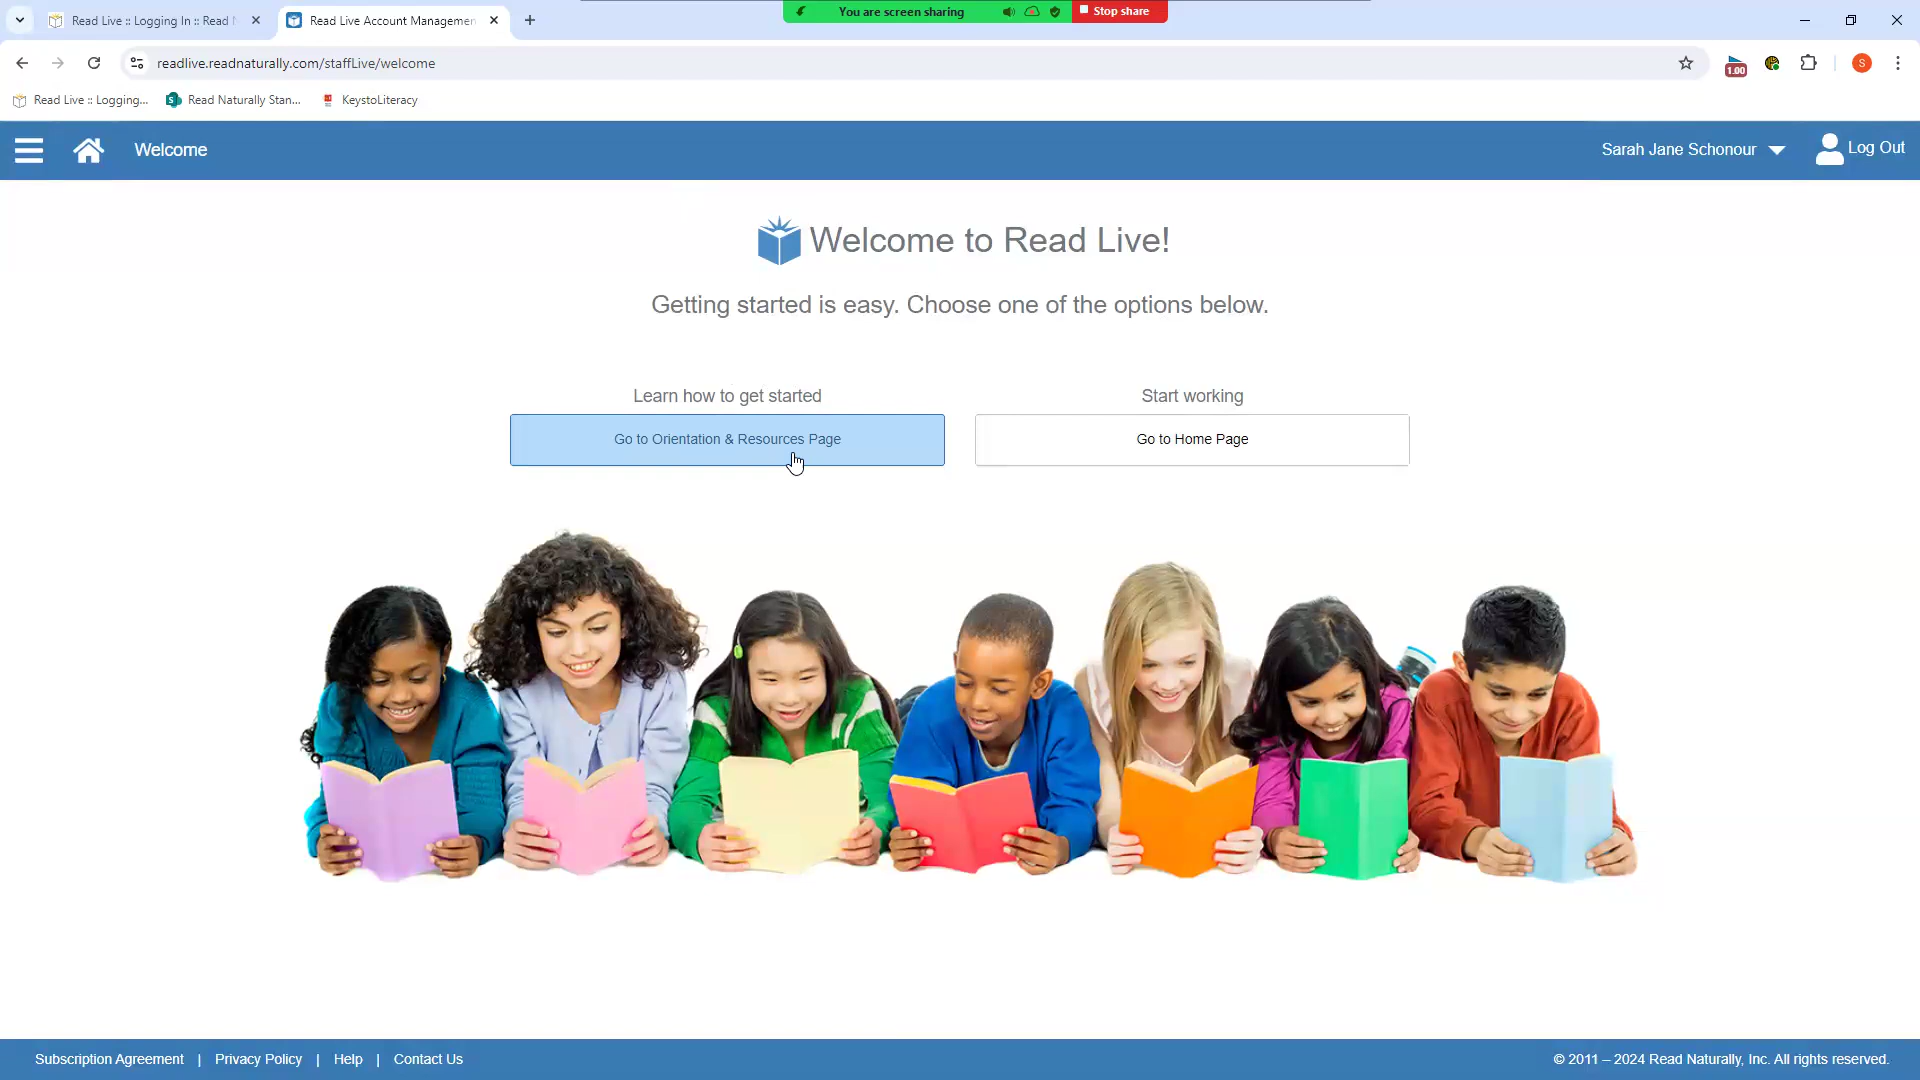 Read Live :: Logging In :: Read
Read Live Account Managemen
You are screen sharing
Stop share
readlive.readnaturally.com/staffLive/welcome
1.00
S
Read Live :: Logging...
Read Naturally Stan...
KeystoLiteracy
Welcome
Sarah Jane Schonour
Log Out
Welcome to Read Live!
Getting started is easy. Choose one of the options below.
Learn how to get started
Start working
Go to Orientation & Resources Page
Go to Home Page
Subscription Agreement | Privacy Policy | Help | Contact Us
© 2011 – 2024 Read Naturally, Inc. All rights reserved.